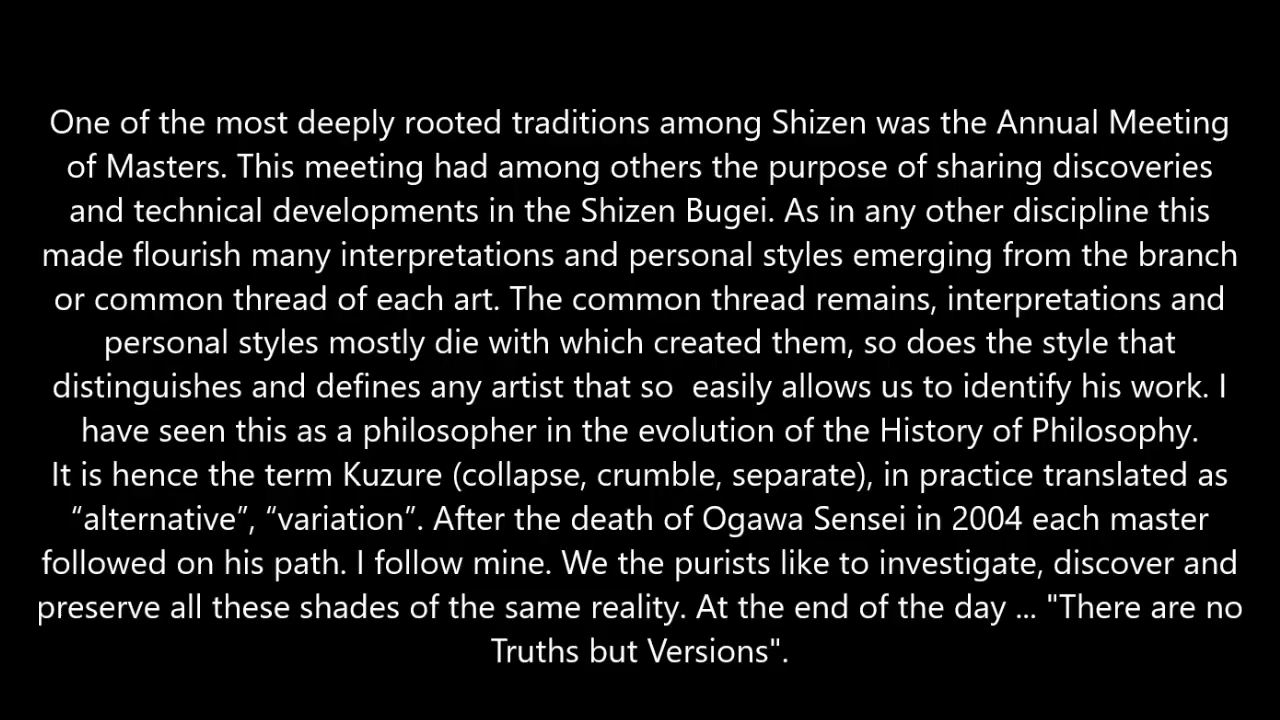 One of the most deeply rooted traditions among Shizen was the Annual Meeting
of Masters. This meeting had among others the purpose of sharing discoveries
and technical developments in the Shizen Bugei. As in any other discipline this
made flourish many interpretations and personal styles emerging from the branch
or common thread of each art. The common thread remains, interpretations and
personal styles mostly die with which created them, so does the style that
distinguishes and defines any artist that so  easily allows us to identify his work. I
have seen this as a philosopher in the evolution of the History of Philosophy.
It is hence the term Kuzure (collapse, crumble, separate), in practice translated as
“alternative”, “variation”. After the death of Ogawa Sensei in 2004 each master
followed on his path. I follow mine. We the purists like to investigate, discover and
preserve all these shades of the same reality. At the end of the day ... "There are no
Truths but Versions".